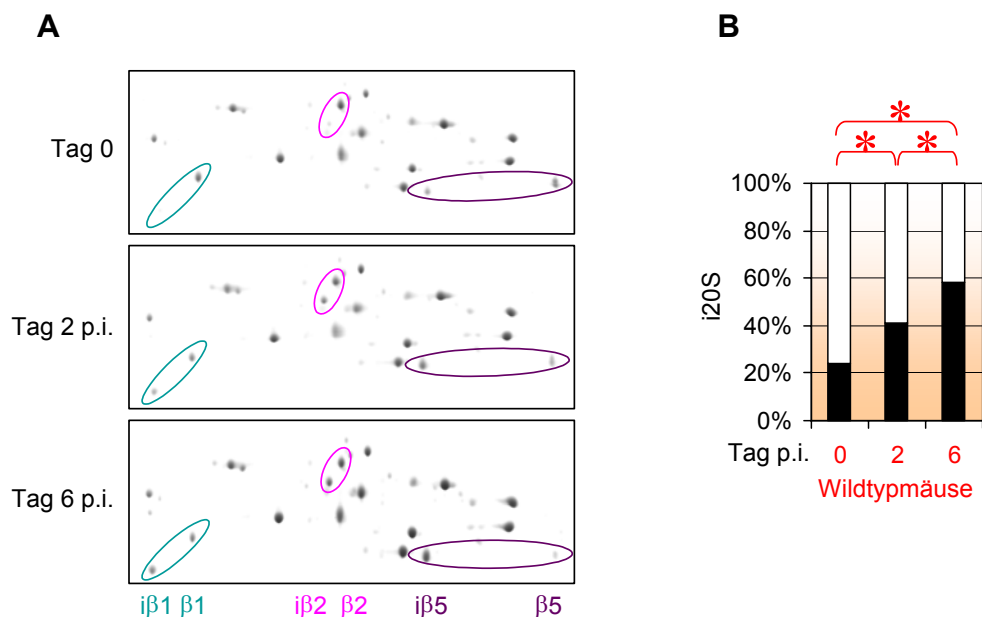 A
Tag 0
Tag 2 p.i.
Tag 6 p.i.
iβ1 β1 iβ2 β2 iβ5 β5
B
* 
* *
100%
80%
60%
40%
20%
0%
i20S
Tag p.i. 0 2 6
Wildtypmäuse